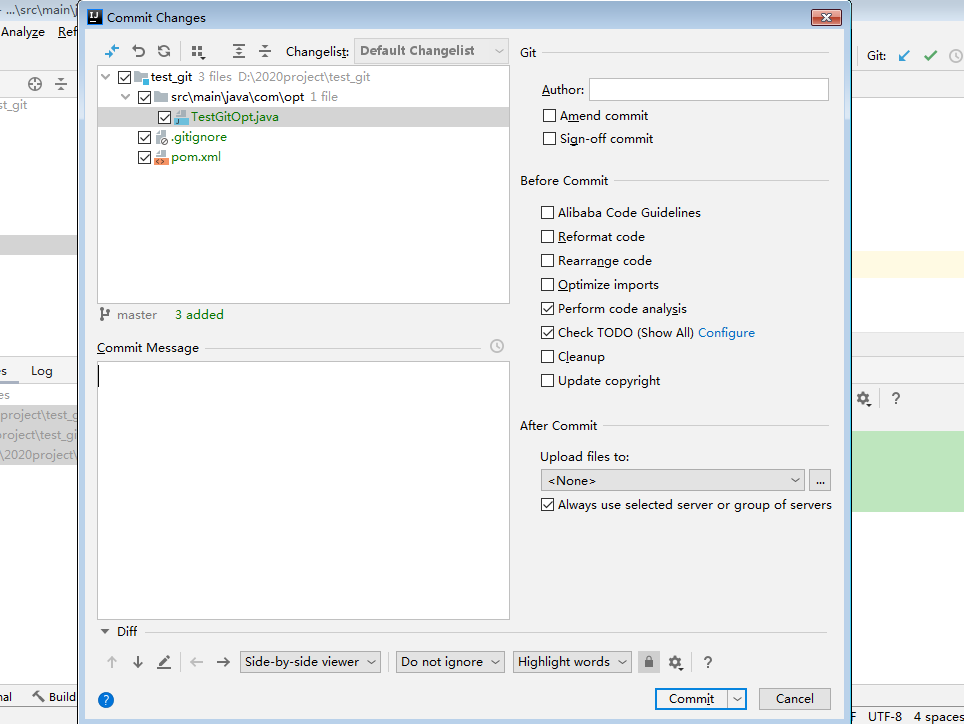 ...\src\main\j
Commit Changes
Analyze Ref
Changelist: Default Changelist
Git
Git:
test_git 3 files D:\2020project\test_git
Author:
st_git
src\main\java\com\opt 1 file
TestGitOpt.java
Amend commit
.gitignore
Sign-off commit
pom.xml
Before Commit
Alibaba Code Guidelines
Reformat code
Rearrange code
Optimize imports
master 3 added
Perform code analysis
Check TODO (Show All) Configure
Commit Message
Cleanup
Log
Update copyright
es
project\test_g
After Commit
roject\test_gi
\2020project\
Upload files to:
<None>
...
Always use selected server or group of servers
Diff
Side-by-side viewer
Do not ignore
Highlight words
?
?
?
nal Build
Commit
Cancel
UTF-8 4 spaces